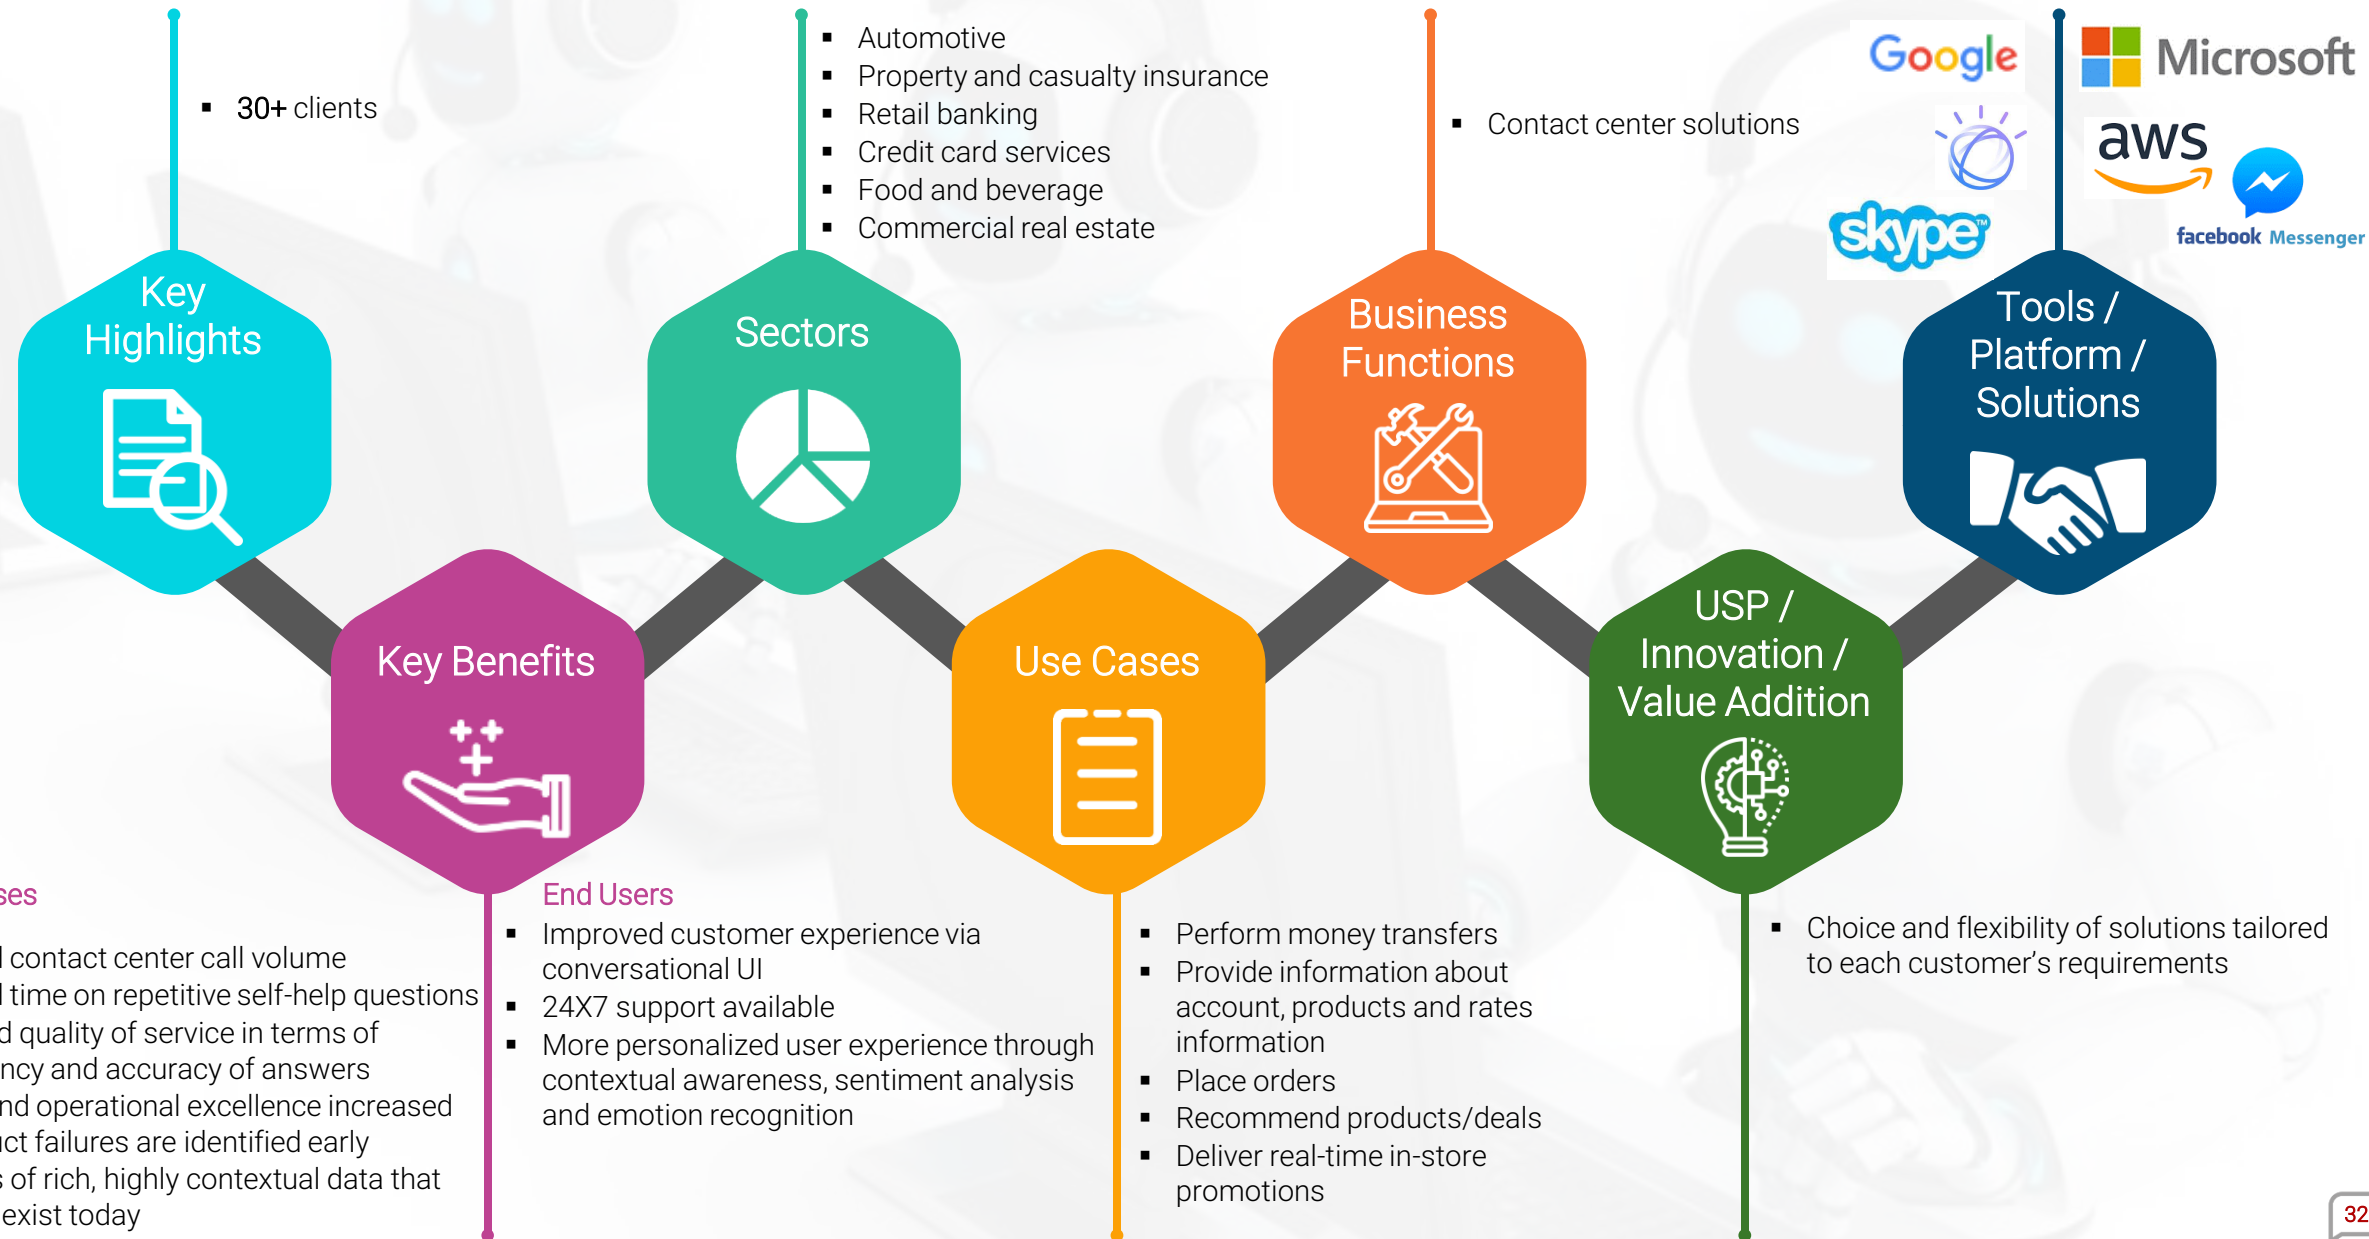 ▪ 30+ clients
▪ Automotive
▪ Property and casualty insurance
▪ Retail banking
▪ Credit card services
▪ Food and beverage
▪ Commercial real estate
▪ Contact center solutions
Google
Microsoft
aws
skype™
facebook Messenger
Key
Highlights
Sectors
Business
Functions
Tools /
Platform /
Solutions
Key Benefits
Use Cases
USP /
Innovation /
Value Addition
contact center call volume
time on repetitive self-help questions
quality of service in terms of
and accuracy of answers
operational excellence increased
failures are identified early
of rich, highly contextual data that
exist today
End Users
▪ Improved customer experience via
conversational UI
▪ 24X7 support available
▪ More personalized user experience through
contextual awareness, sentiment analysis
and emotion recognition
▪ Perform money transfers
▪ Provide information about
account, products and rates
information
▪ Place orders
▪ Recommend products/deals
▪ Deliver real-time in-store
promotions
▪ Choice and flexibility of solutions tailored
to each customer’s requirements
32